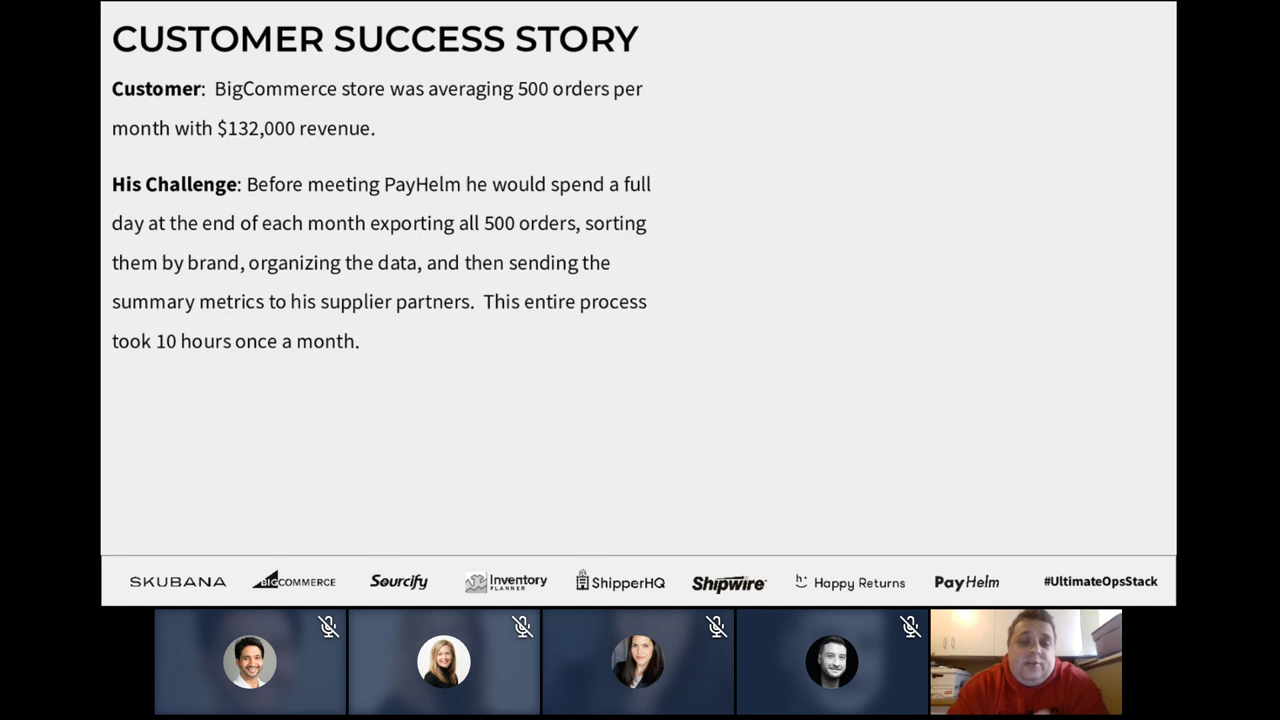 CUSTOMER SUCCESS STORY
Customer:  BigCommerce store was averaging 500 orders per
month with $132,000 revenue.
His Challenge: Before meeting PayHelm he would spend a full
day at the end of each month exporting all 500 orders, sorting
them by brand, organizing the data, and then sending the
summary metrics to his supplier partners.  This entire process
took 10 hours once a month.
SKUBANA BIGCOMMERCE Sourcify Inventory PLANNER ShipperHQ Shipwire Happy Returns PayHelm #UltimateOpsStack